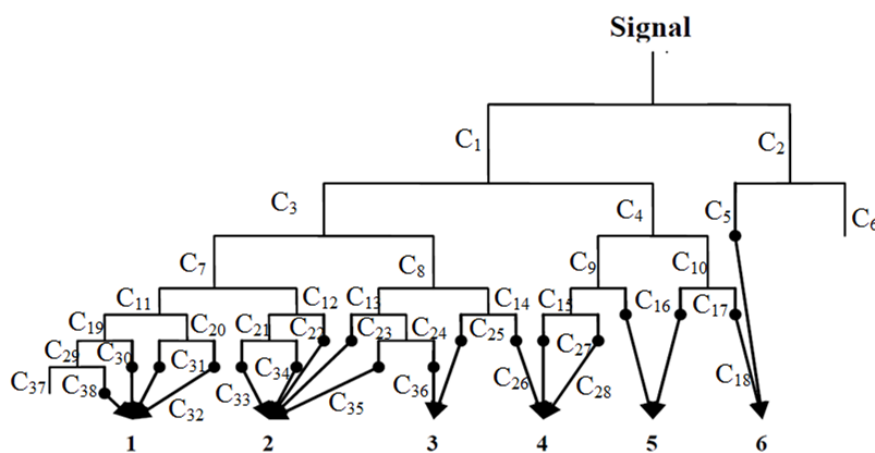 Signal
C₁ C₂
C₃ C₄ C₅ C₆
C₇ C₈ C₉ C₁₀
C₁₁ C₁₂ C₁₃ C₁₄ C₁₅ C₁₆ C₁₇
C₁₉ C₂₀ C₂₁ C₂₂ C₂₃ C₂₄ C₂₅ C₂₇
C₂₉ C₃₀ C₃₁ C₃₄ C₁₈
C₃₇ C₃₈ C₃₂ C₃₃ C₃₅ C₃₆ C₂₆ C₂₈
1 2 3 4 5 6